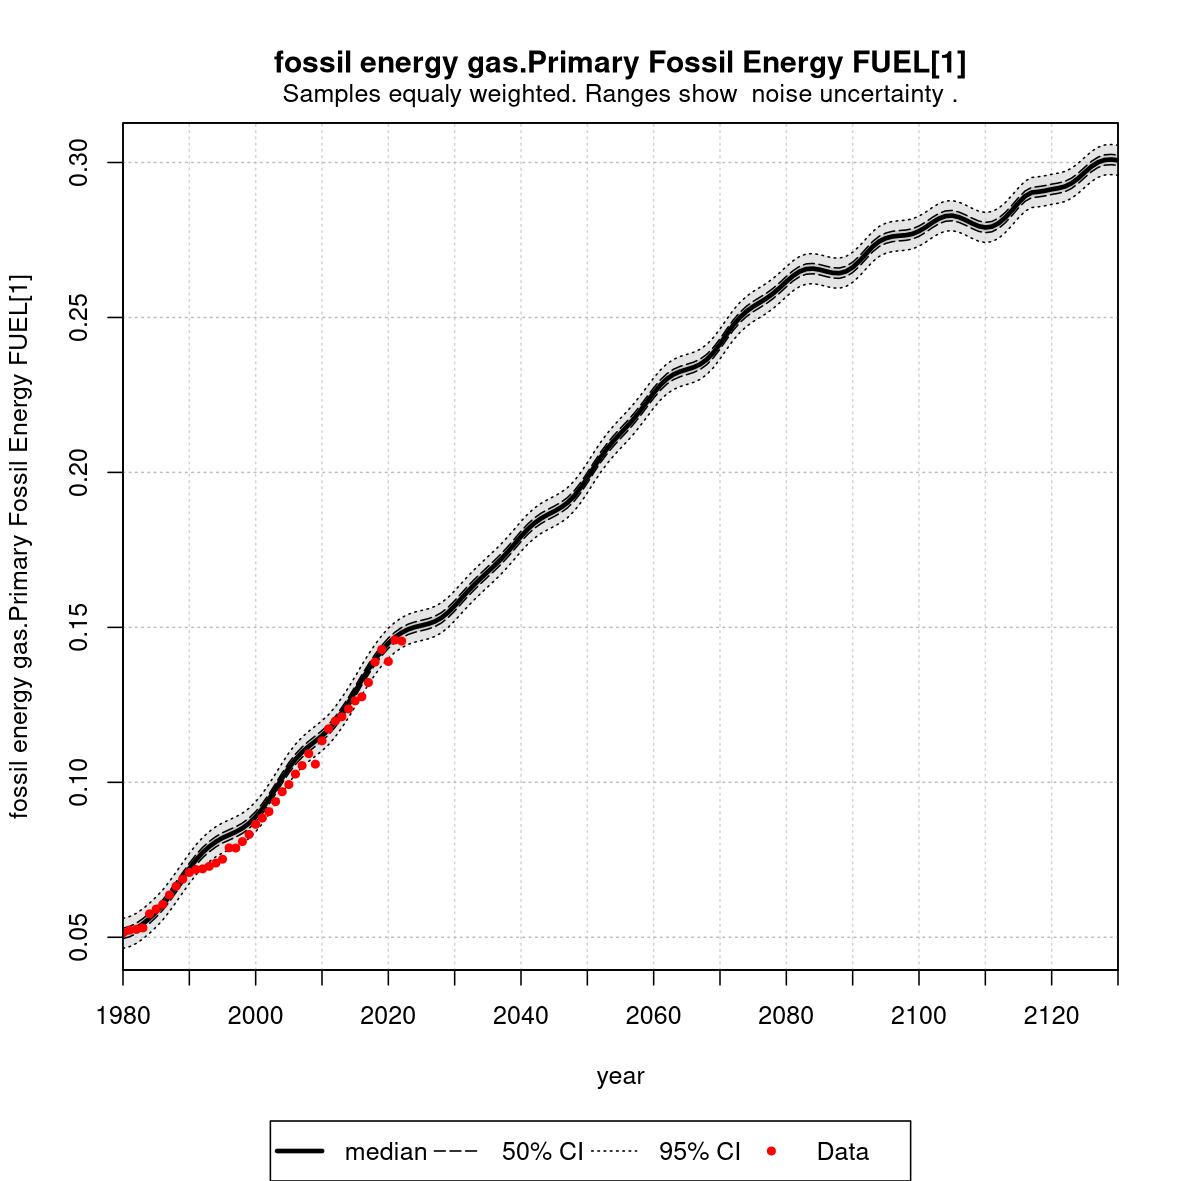 fossil energy gas.Primary Fossil Energy FUEL[1]
Samples equaly weighted. Ranges show  noise uncertainty .
fossil energy gas.Primary Fossil Energy FUEL[1]
0.30
0.25
0.20
0.15
0.10
0.05
1980 2000 2020 2040 2060 2080 2100 2120
year
median 50% CI 95% CI Data